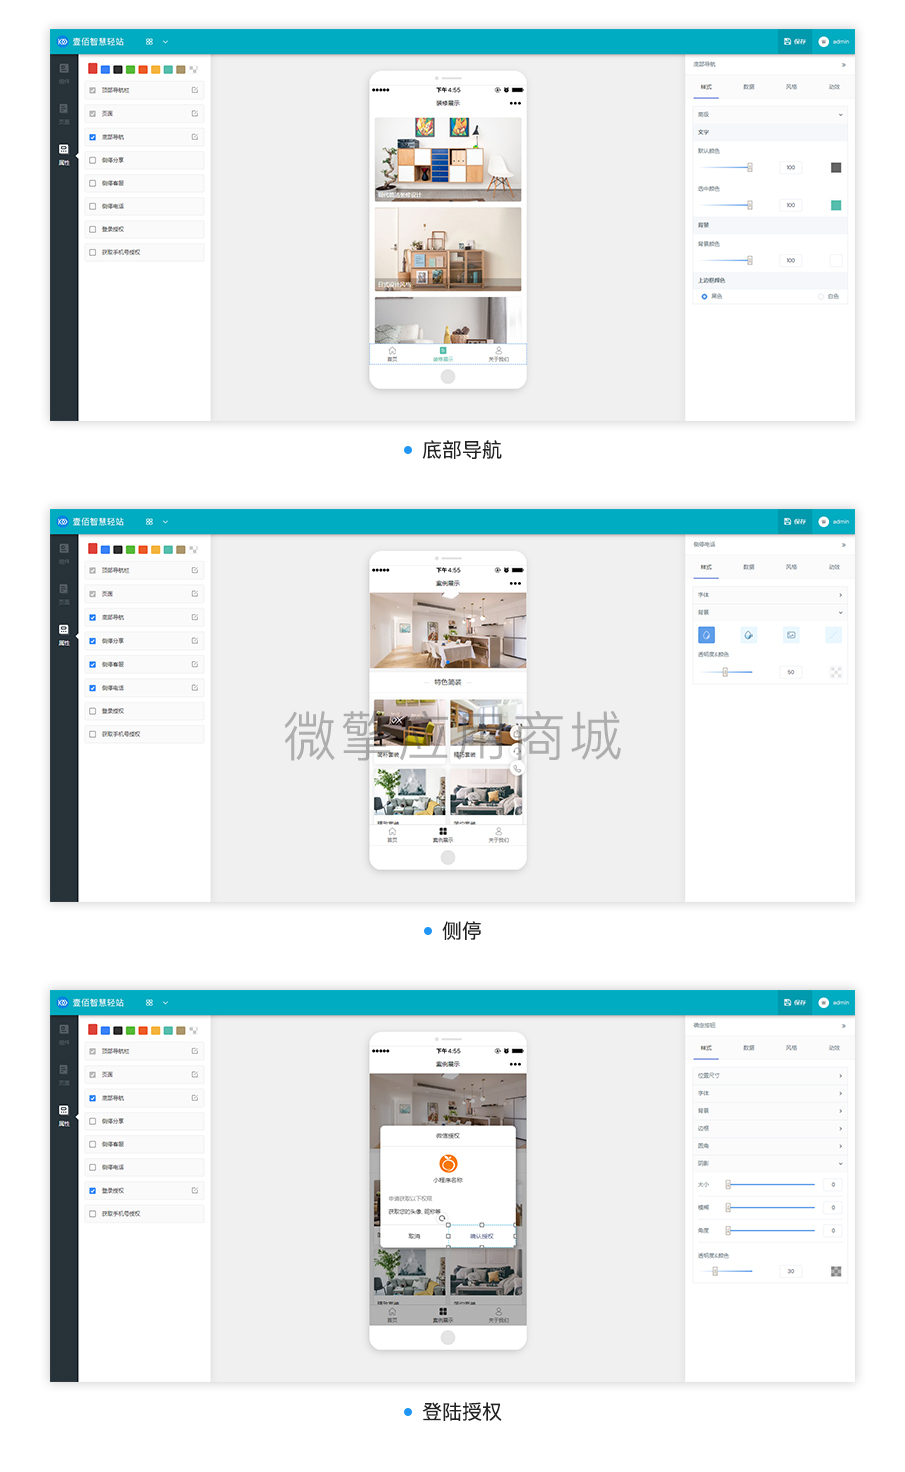 壹佰智慧轻站
保存
admin
组件
页面
属性
顶部导航栏
页面
底部导航
侧停分享
侧停客服
侧停电话
登录授权
获取手机号授权
下午 4:55
装修展示
现代简洁装修设计
日式设计风格
首页
装修展示
关于我们
底部导航
样式
数据
风格
动效
高级
文字
默认颜色
100
选中颜色
100
背景
背景颜色
100
上边框颜色
黑色
白色
底部导航
壹佰智慧轻站
保存
admin
组件
页面
属性
顶部导航栏
页面
底部导航
侧停分享
侧停客服
侧停电话
登录授权
获取手机号授权
下午 4:55
案例展示
特色简装
简朴套装
精巧套装
首页
案例展示
关于我们
侧停电话
样式
数据
风格
动效
字体
背景
透明度&颜色
50
微擎应用商城
侧停
壹佰智慧轻站
保存
admin
组件
页面
属性
顶部导航栏
页面
底部导航
侧停分享
侧停客服
侧停电话
登录授权
获取手机号授权
下午 4:55
案例展示
微信授权
小程序名称
申请获取以下权限
获取您的头像, 昵称等
取消
确认授权
首页
案例展示
关于我们
确定按钮
样式
数据
风格
动效
位置尺寸
字体
背景
边框
圆角
阴影
大小
0
模糊
0
角度
0
透明度&颜色
30
登陆授权